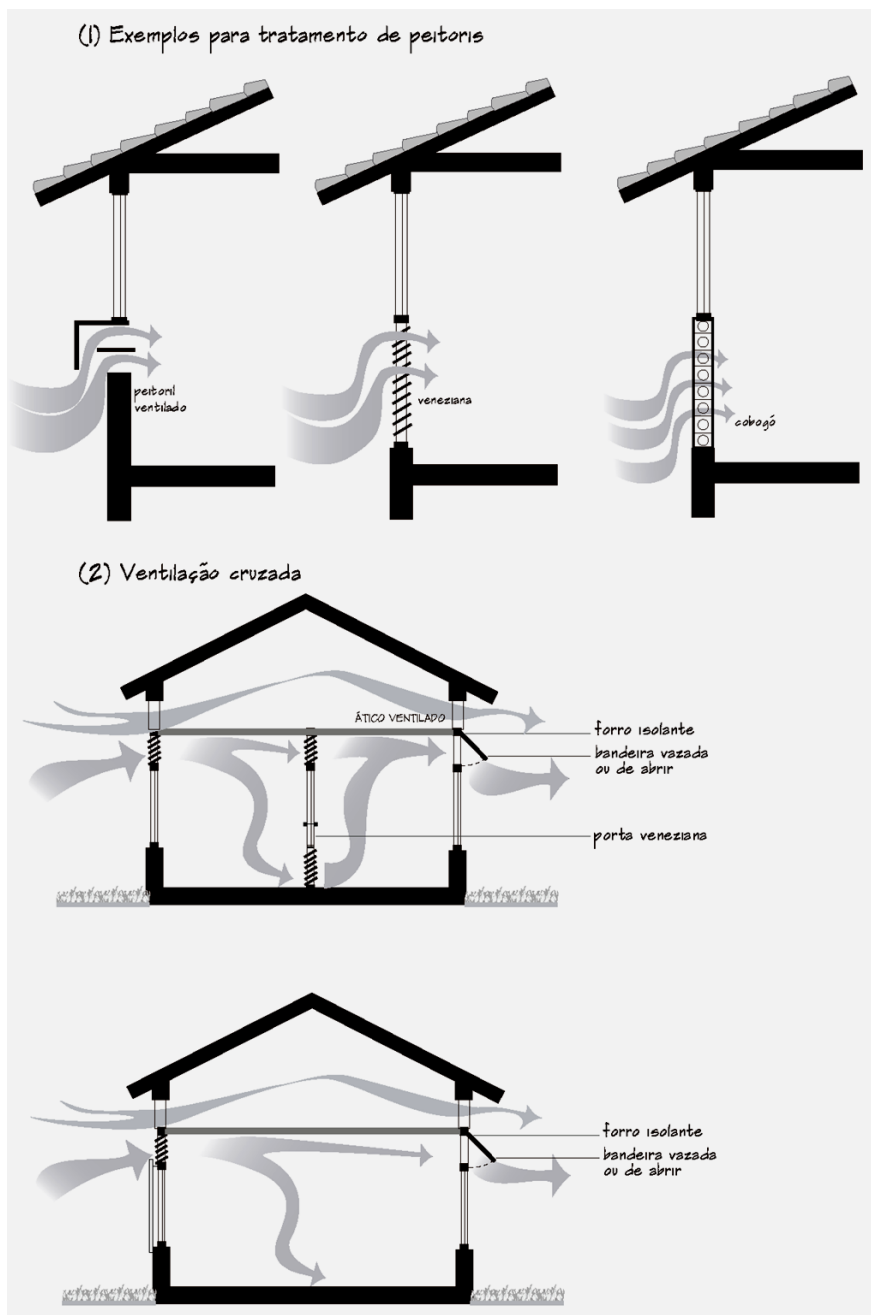 (1) Exemplos para tratamento de peitoris
peitoril
ventilado
veneziana
cobogó
(2) Ventilação cruzada
ÁTICO VENTILADO
forro isolante
bandeira vazada
ou de abrir
porta veneziana
forro isolante
bandeira vazada
ou de abrir